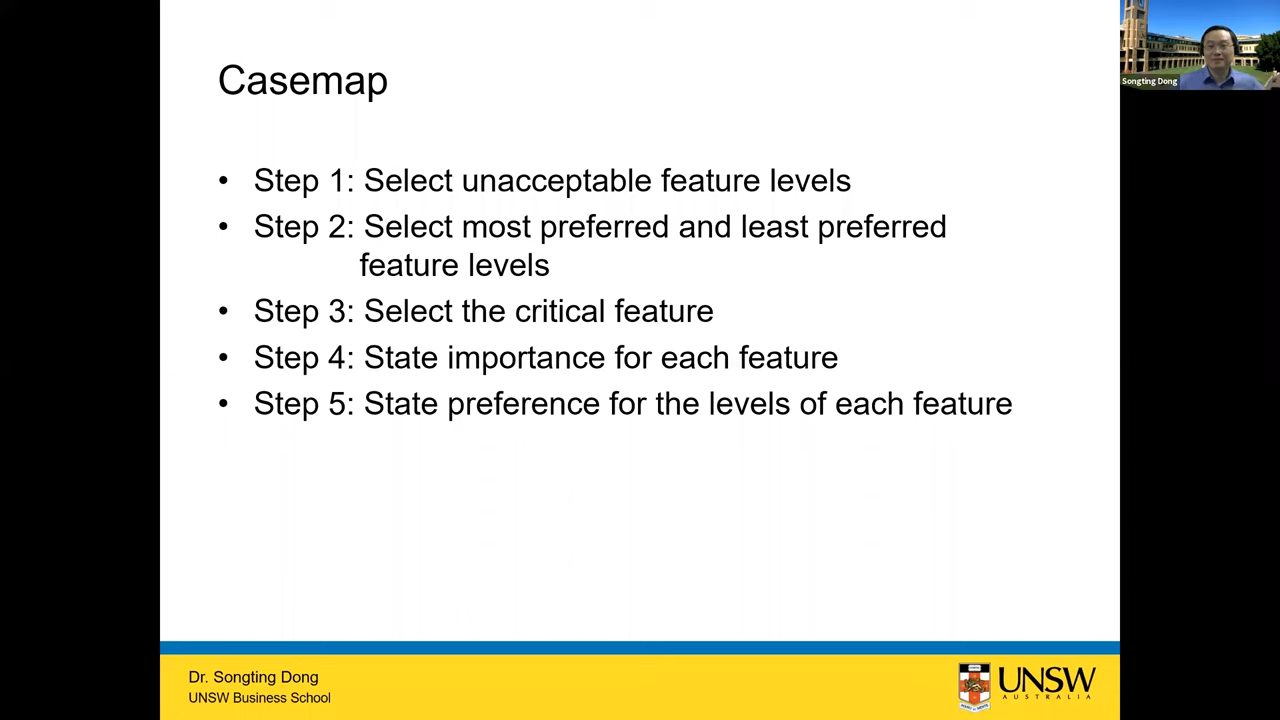 Casemap
Songting Dong
• Step 1: Select unacceptable feature levels
• Step 2: Select most preferred and least preferred
feature levels
• Step 3: Select the critical feature
• Step 4: State importance for each feature
• Step 5: State preference for the levels of each feature
Dr. Songting Dong
UNSW Business School
UNSW
AUSTRALIA